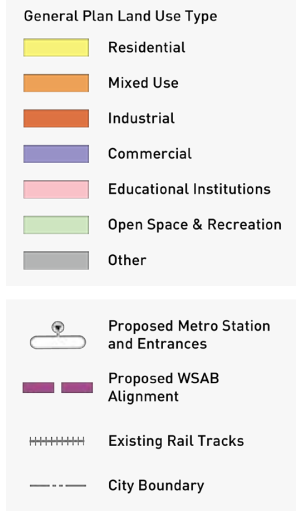 General Plan Land Use Type
Residential
Mixed Use
Industrial
Commercial
Educational Institutions
Open Space & Recreation
Other
Proposed Metro Station
and Entrances
Proposed WSAB
Alignment
Existing Rail Tracks
City Boundary